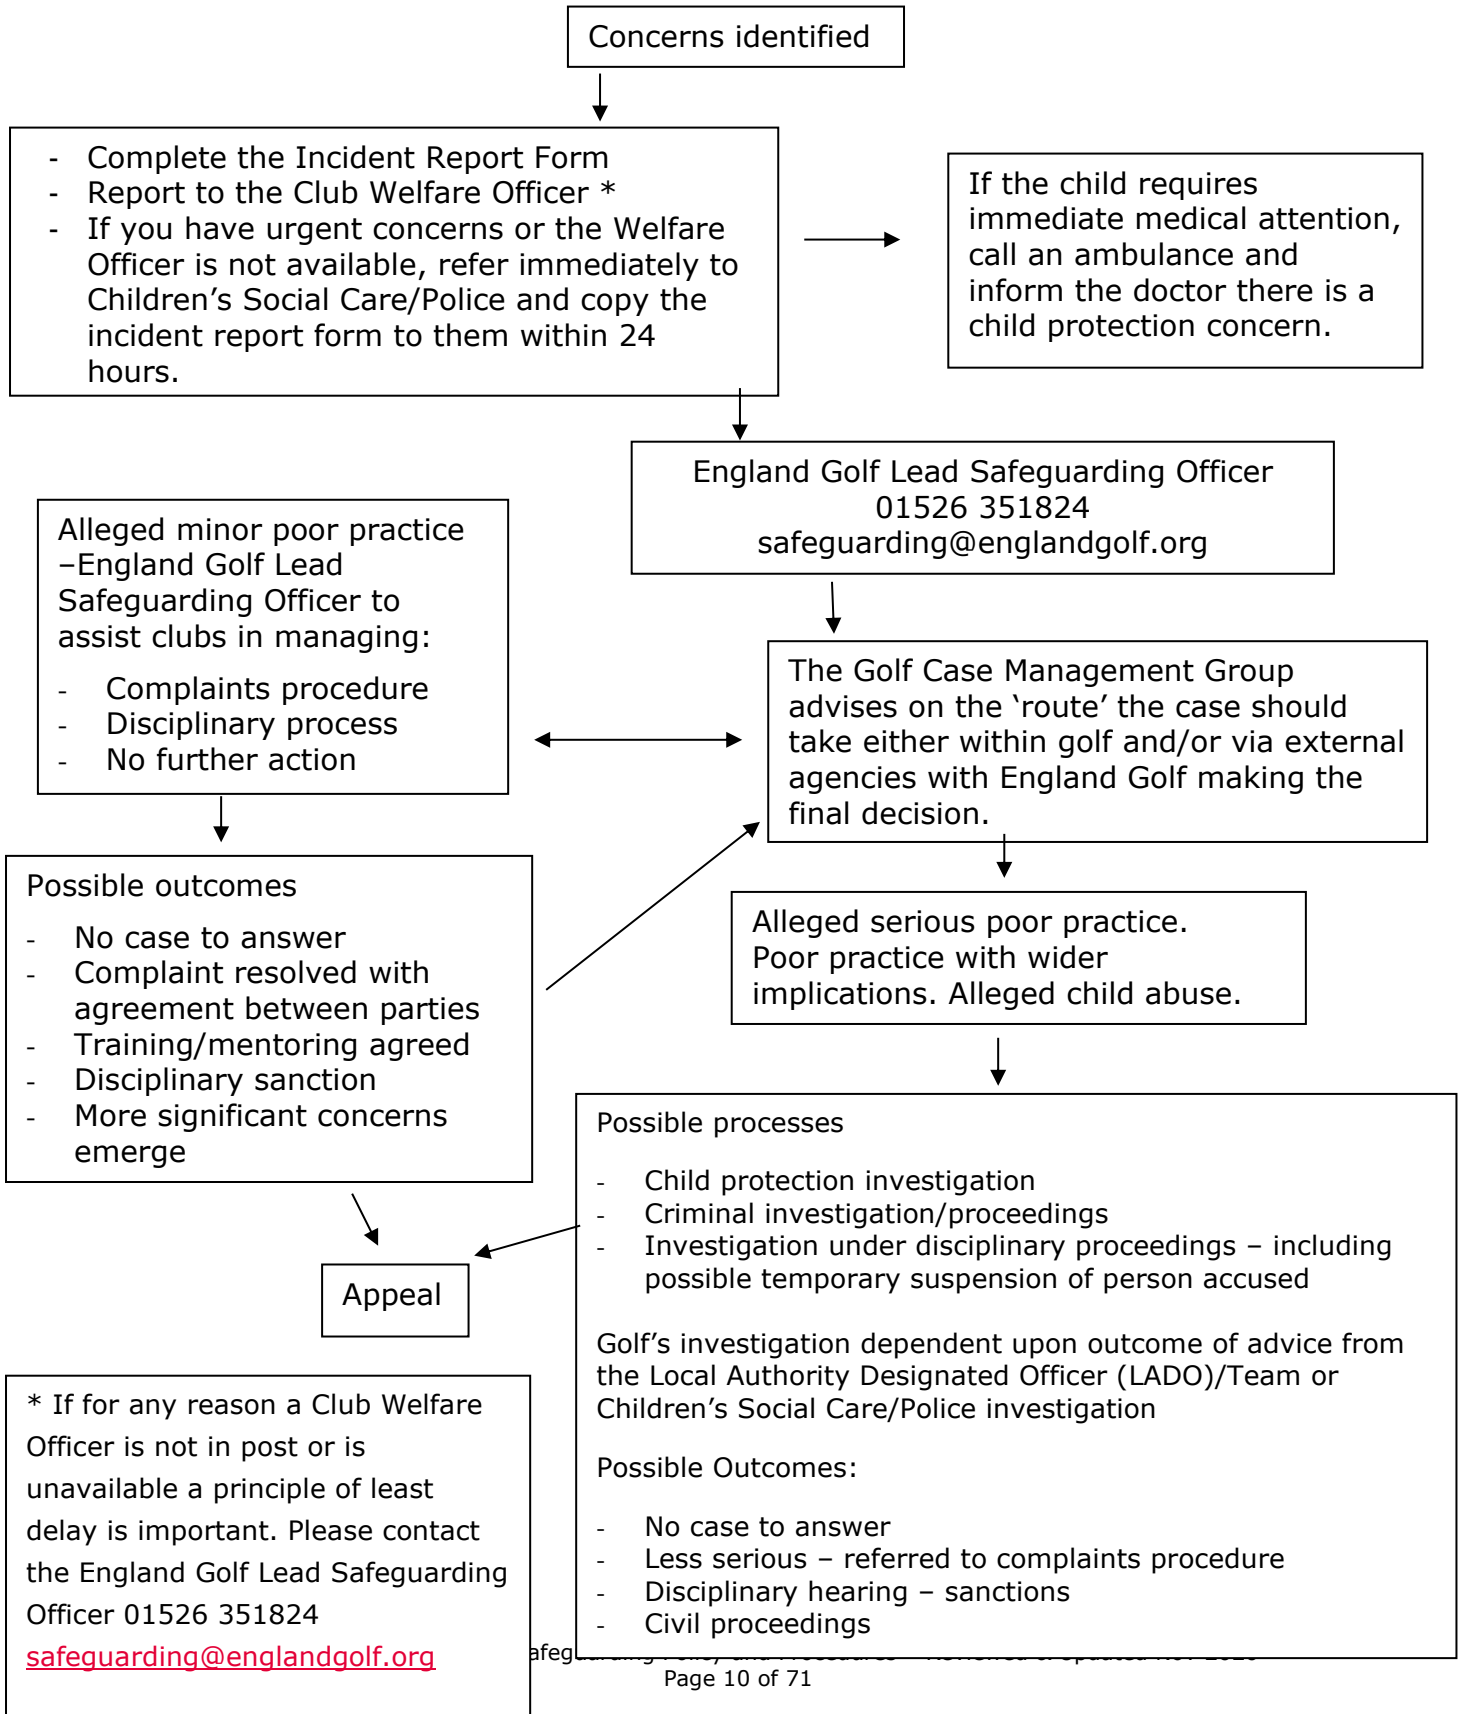 Concerns identified
- Complete the Incident Report Form
- Report to the Club Welfare Officer *
- If you have urgent concerns or the Welfare
Officer is not available, refer immediately to
Children’s Social Care/Police and copy the
incident report form to them within 24
hours.
If the child requires
immediate medical attention,
call an ambulance and
inform the doctor there is a
child protection concern.
England Golf Lead Safeguarding Officer
01526 351824
safeguarding@englandgolf.org
Alleged minor poor practice
–England Golf Lead
Safeguarding Officer to
assist clubs in managing:
- Complaints procedure
- Disciplinary process
- No further action
The Golf Case Management Group
advises on the ‘route’ the case should
take either within golf and/or via external
agencies with England Golf making the
final decision.
Possible outcomes
- No case to answer
- Complaint resolved with
agreement between parties
- Training/mentoring agreed
- Disciplinary sanction
- More significant concerns
emerge
Alleged serious poor practice.
Poor practice with wider
implications. Alleged child abuse.
Possible processes
- Child protection investigation
- Criminal investigation/proceedings
- Investigation under disciplinary proceedings – including
possible temporary suspension of person accused
Golf’s investigation dependent upon outcome of advice from
the Local Authority Designated Officer (LADO)/Team or
Children’s Social Care/Police investigation
Possible Outcomes:
- No case to answer
- Less serious – referred to complaints procedure
- Disciplinary hearing – sanctions
- Civil proceedings
Appeal
* If for any reason a Club Welfare
Officer is not in post or is
unavailable a principle of least
delay is important. Please contact
the England Golf Lead Safeguarding
Officer 01526 351824
safeguarding@englandgolf.org
Page 10 of 71